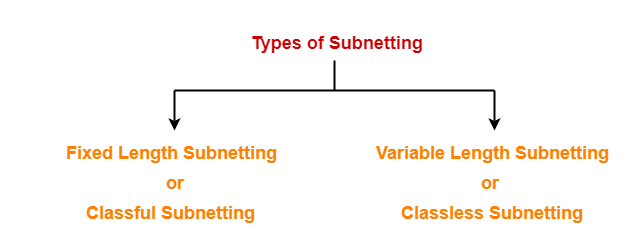 Types of Subnetting
Fixed Length Subnetting
or
Classful Subnetting
Variable Length Subnetting
or
Classless Subnetting